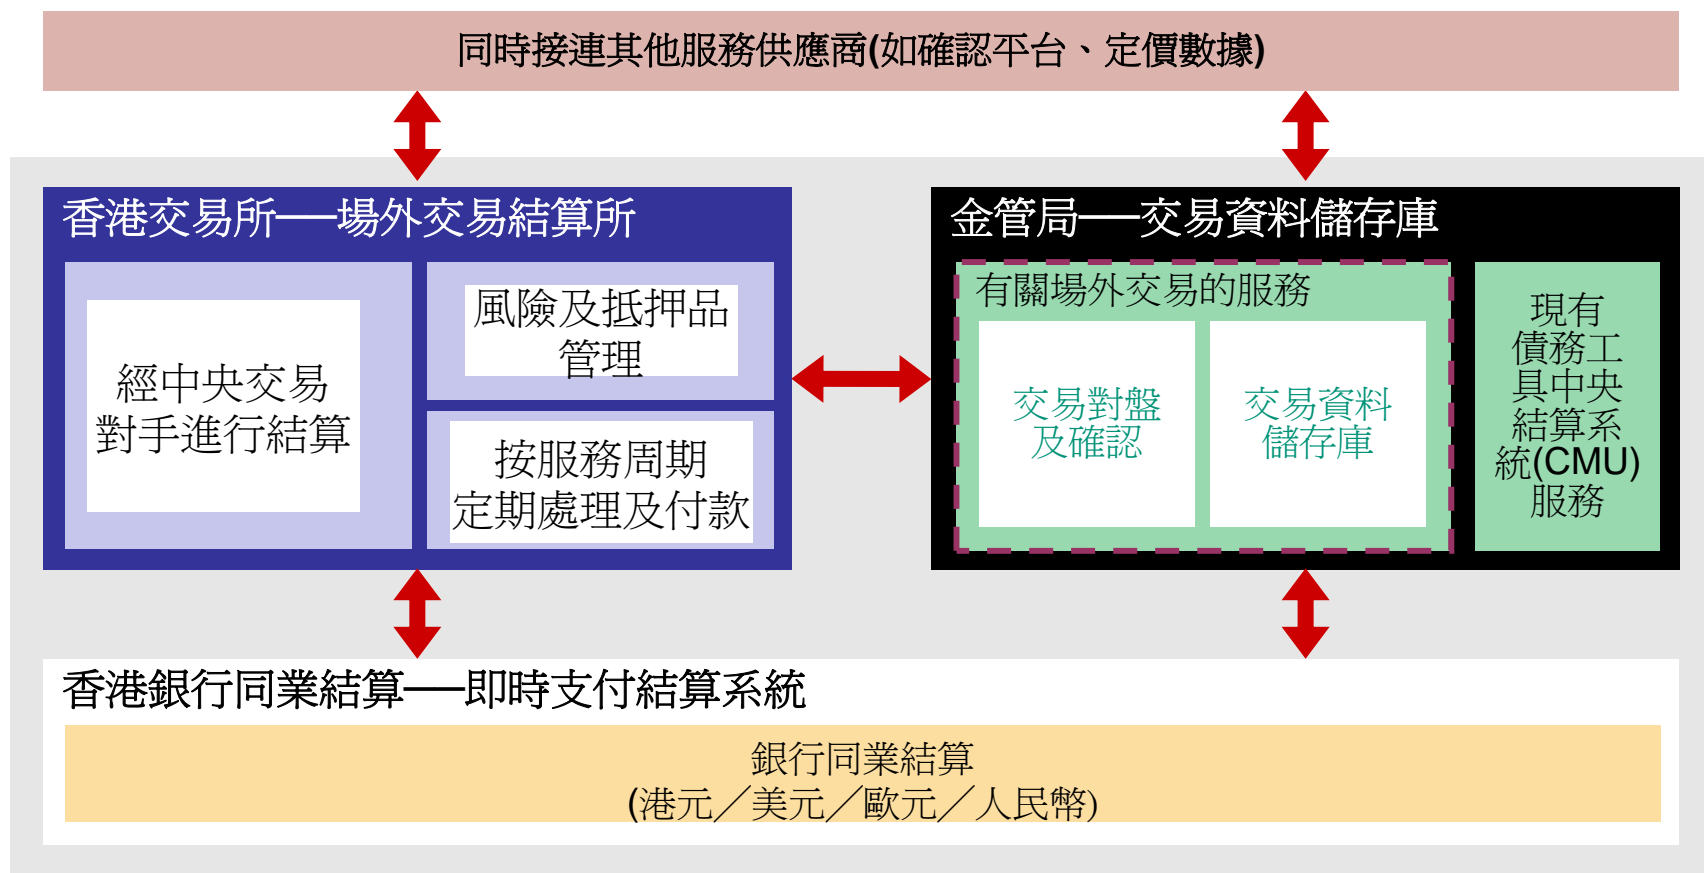 同時接連其他服務供應商(如確認平台、定價數據)
香港交易所──場外交易結算所
經中央交易
對手進行結算
風險及抵押品
管理
按服務周期
定期處理及付款
金管局──交易資料儲存庫
有關場外交易的服務
交易對盤
及確認
交易資料
儲存庫
現有
債務工
具中央
結算系
統(CMU)
服務
香港銀行同業結算──即時支付結算系統
銀行同業結算
(港元／美元／歐元／人民幣)